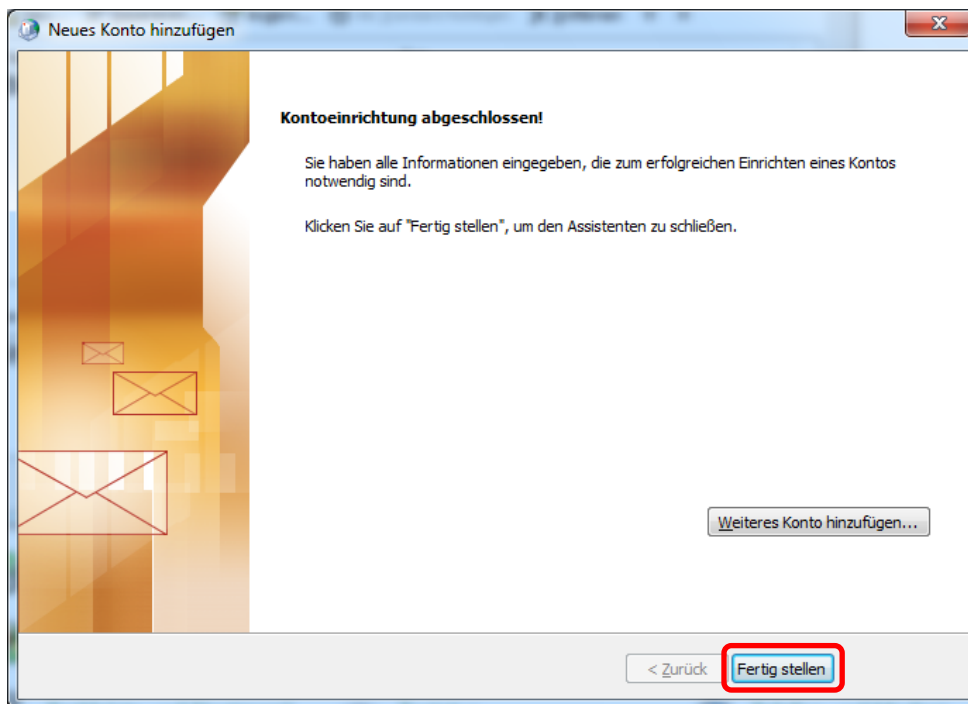 Neues Konto hinzufügen
Kontoeinrichtung abgeschlossen!
Sie haben alle Informationen eingegeben, die zum erfolgreichen Einrichten eines Kontos
notwendig sind.
Klicken Sie auf "Fertig stellen", um den Assistenten zu schließen.
Weiteres Konto hinzufügen...
< Zurück
Fertig stellen